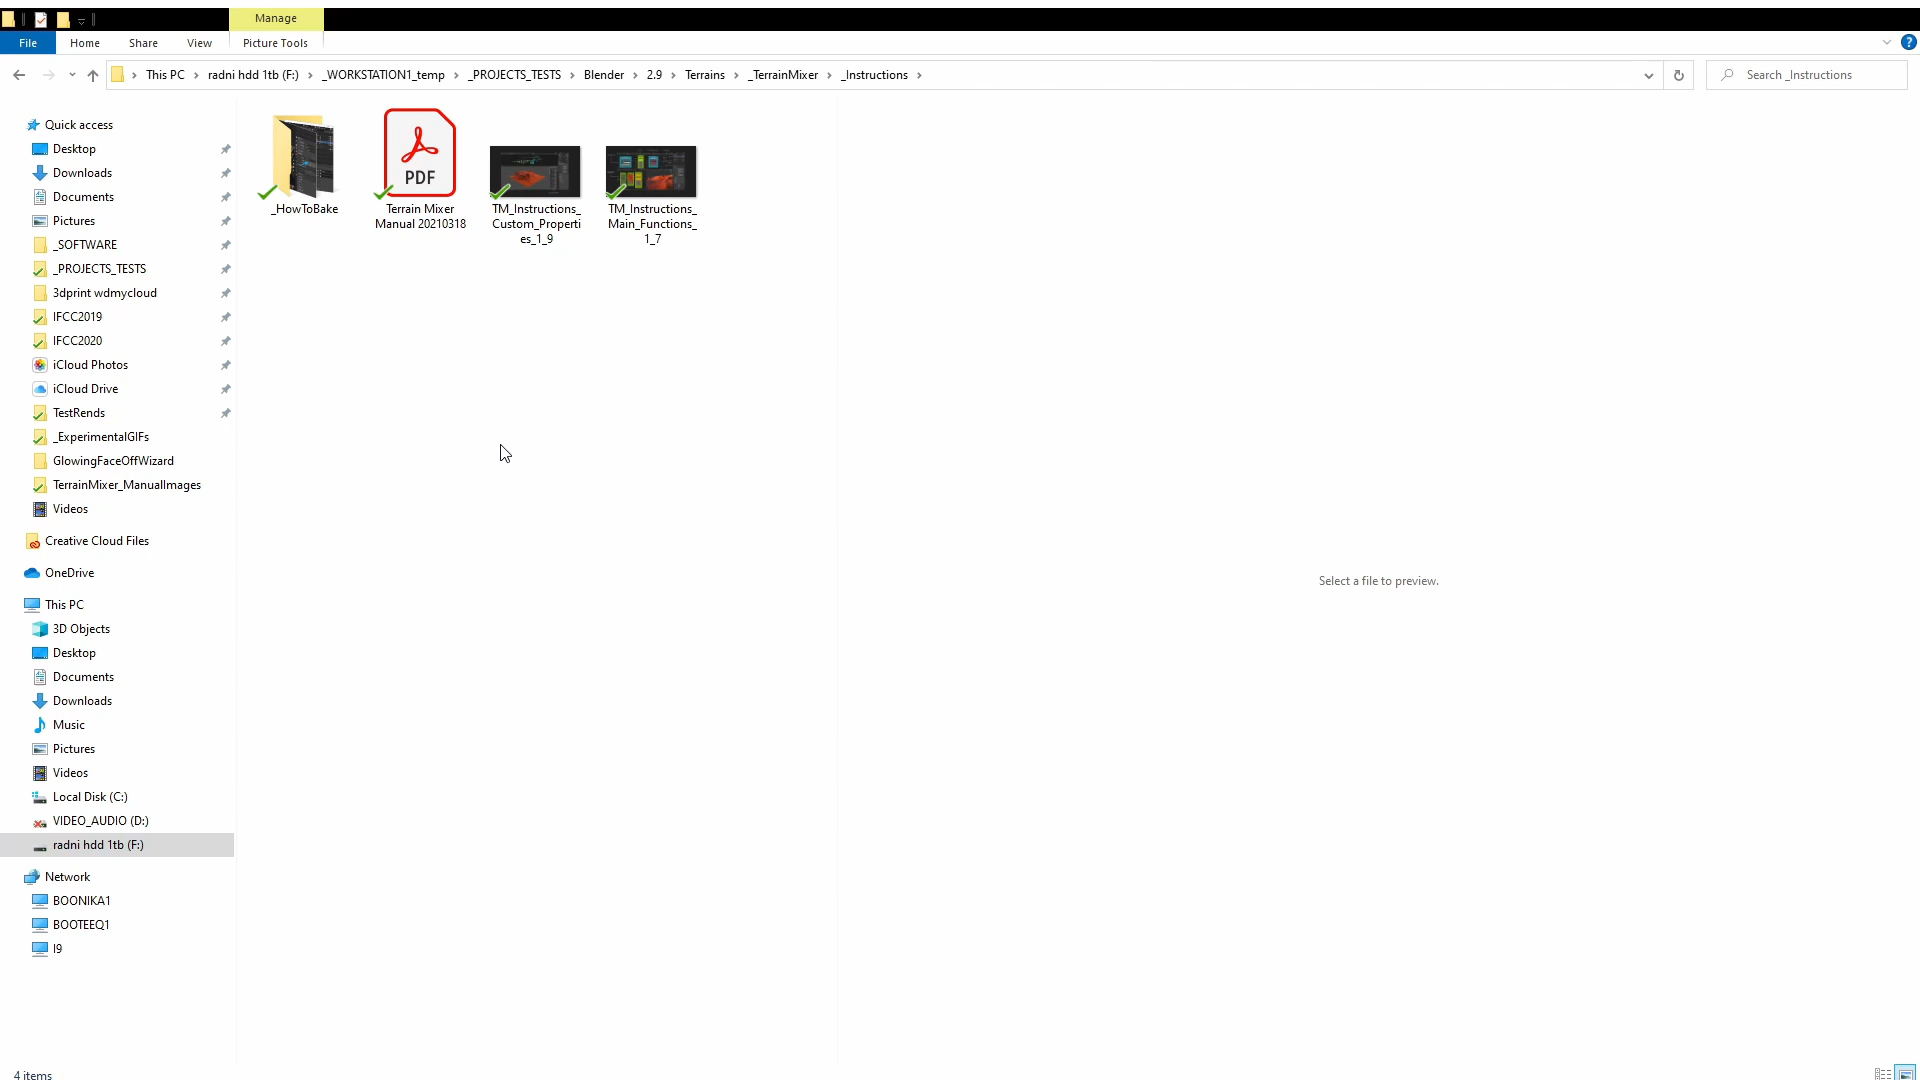 Manage
File
Home
Share
View
Picture Tools
This PC
radni hdd 1tb (F:)
_WORKSTATION1_temp
_PROJECTS_TESTS
Blender
2.9
Terrains
_TerrainMixer
_Instructions
Search _Instructions
Quick access
Desktop
Downloads
Documents
Pictures
_SOFTWARE
_PROJECTS_TESTS
3dprint wdmycloud
IFCC2019
IFCC2020
iCloud Photos
iCloud Drive
TestRends
_ExperimentalGIFs
GlowingFaceOffWizard
TerrainMixer_ManualImages
Videos
Creative Cloud Files
OneDrive
This PC
3D Objects
Desktop
Documents
Downloads
Music
Pictures
Videos
Local Disk (C:)
VIDEO_AUDIO (D:)
radni hdd 1tb (F:)
Network
BOONIKA1
BOOTEEQ1
I9
_HowToBake
PDF
Terrain Mixer
Manual 20210318
TM_Instructions_
Custom_Properti
es_1_9
TM_Instructions_
Main_Functions_
1_7
Select a file to preview.
4 items